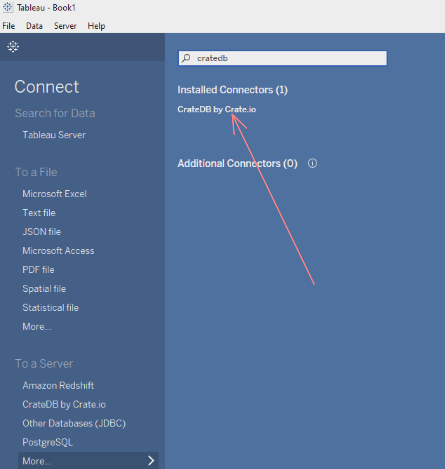 Tableau - Book1
File Data Server Help
Connect
Search for Data
Tableau Server
To a File
Microsoft Excel
Text file
JSON file
Microsoft Access
PDF file
Spatial file
Statistical file
More...
To a Server
Amazon Redshift
CrateDB by Crate.io
Other Databases (JDBC)
PostgreSQL
More...
cratedb
Installed Connectors (1)
CrateDB by Crate.io
Additional Connectors (0)